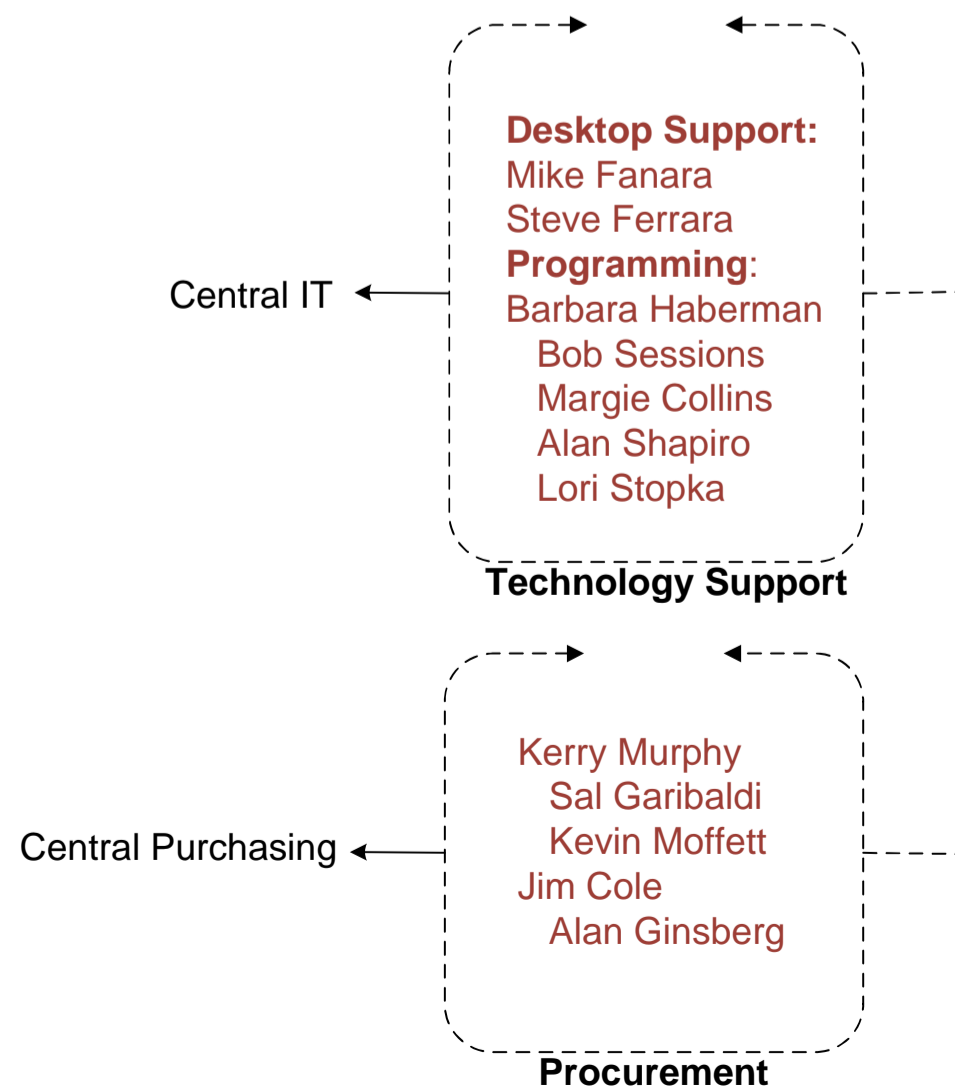 Desktop Support:
Mike Fanara
Steve Ferrara
Programming:
Central IT
Barbara Haberman
Bob Sessions
Margie Collins
Alan Shapiro
Lori Stopka
Technology Support
Kerry Murphy
Sal Garibaldi
Central Purchasing
Kevin Moffett
Jim Cole
Alan Ginsberg
Procurement